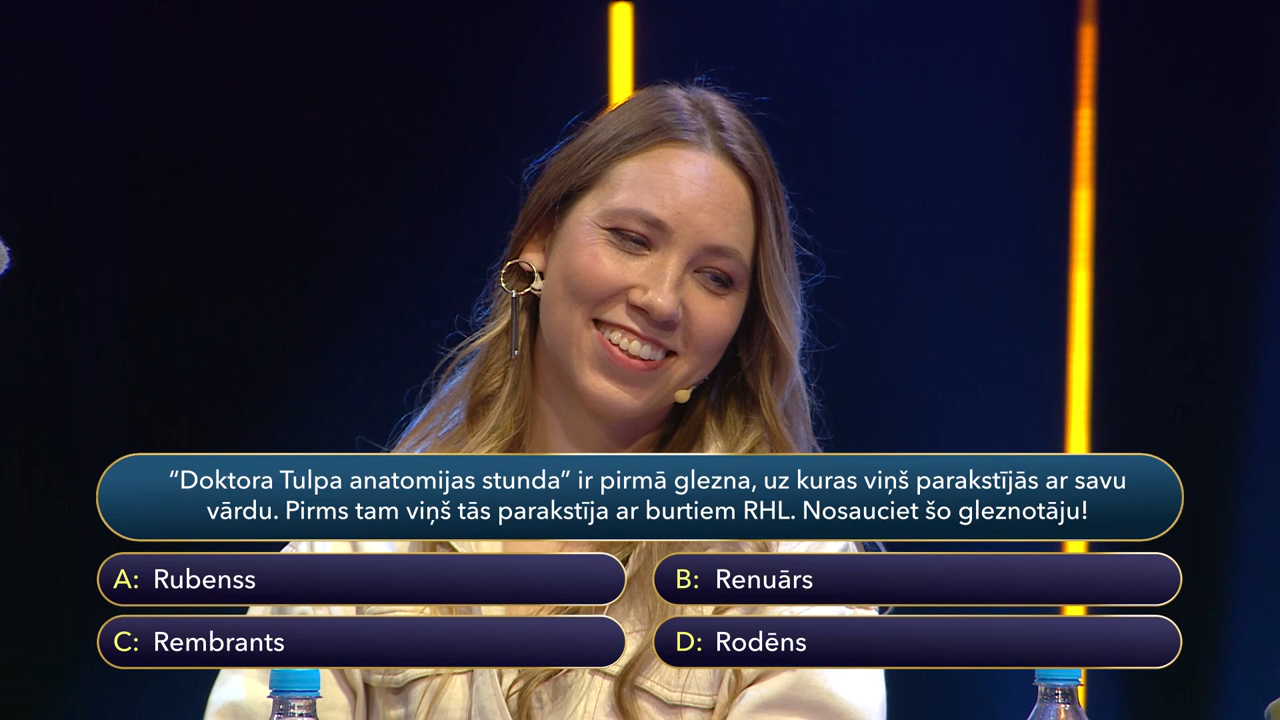 “Doktora Tulpa anatomijas stunda” ir pirmā glezna, uz kuras viņš parakstījās ar savu
vārdu. Pirms tam viņš tās parakstīja ar burtiem RHL. Nosauciet šo gleznotāju!
A: Rubenss
B: Renuārs
C: Rembrants
D: Rodēns